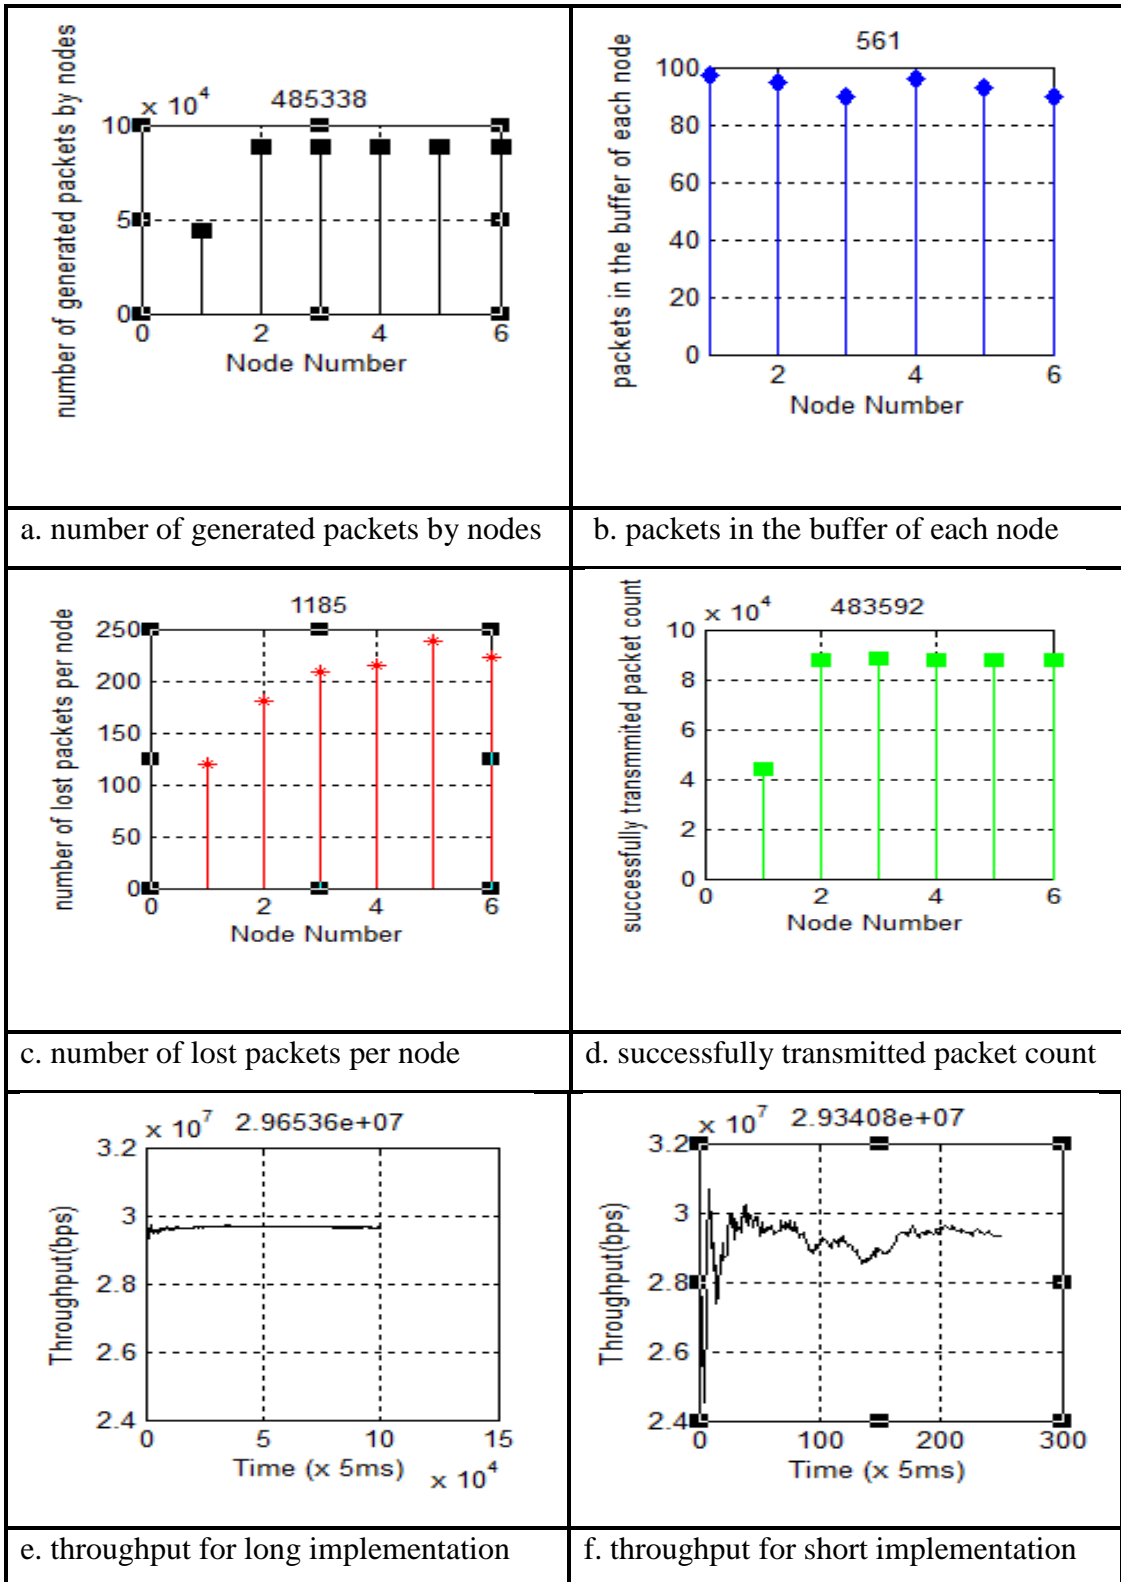 number of generated packets by nodes
x 10^4
485338
10
5
0
0 2 4 6
Node Number
packets in the buffer of each node
561
100
80
60
40
20
0
2 4 6
Node Number
a. number of generated packets by nodes
b. packets in the buffer of each node
number of lost packets per node
1185
250
200
150
100
50
0
0 2 4 6
Node Number
successfully transmmited packet count
x 10^4
483592
10
8
6
4
2
0
0 2 4 6
Node Number
c. number of lost packets per node
d. successfully transmitted packet count
Throughput(bps)
x 10^7
2.96536e+07
3.2
3
2.8
2.6
2.4
0 5 10 15
Time (x 5ms)
x 10^4
Throughput(bps)
x 10^7
2.93408e+07
3.2
3
2.8
2.6
2.4
0 100 200 300
Time (x 5ms)
e. throughput for long implementation
f. throughput for short implementation